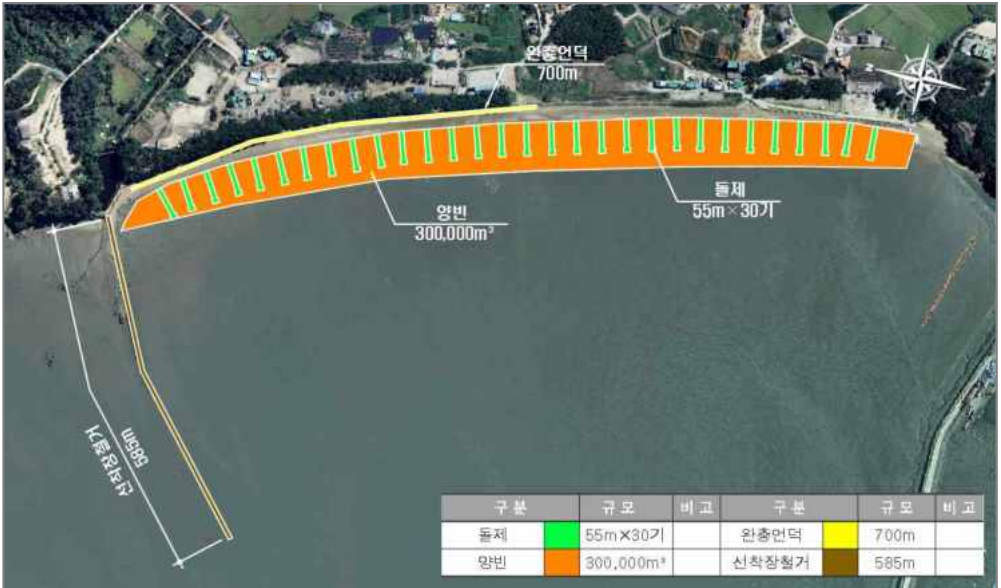 완충언덕
700m
N
돌제
55m×30기
양빈
300,000m³
585m
선착장철거
구분 규모 비고 구분 규모 비고
돌제 55m×30기 완충언덕 700m
양빈 300,000m³ 선착장철거 585m